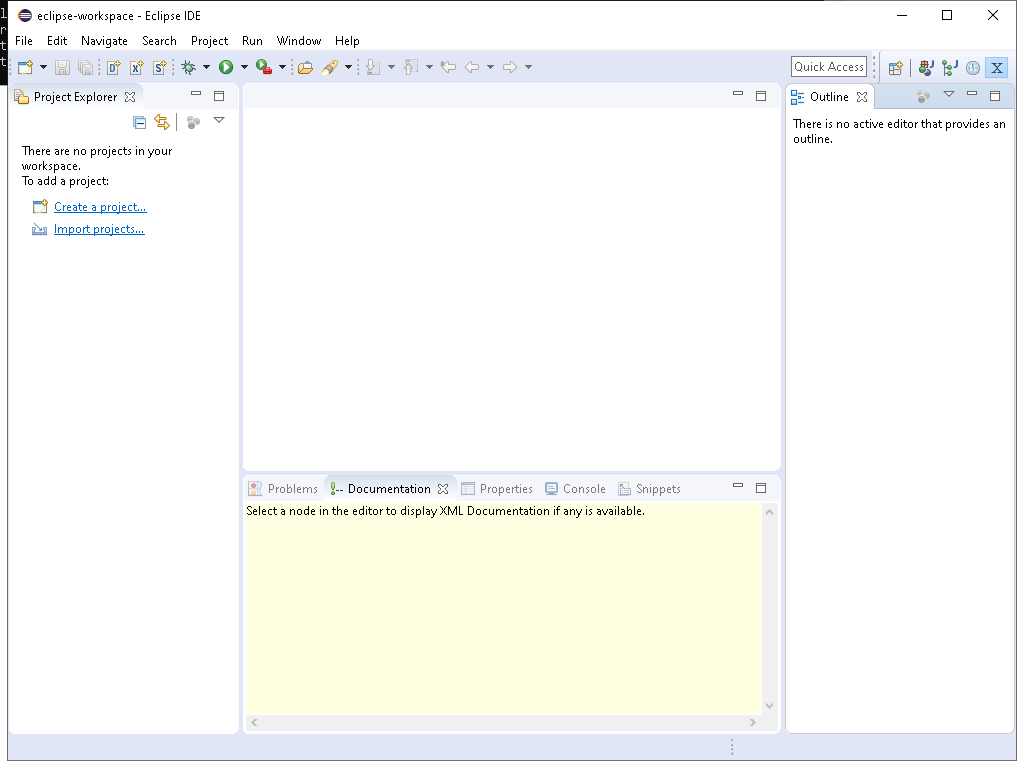 eclipse-workspace - Eclipse IDE
File Edit Navigate Search Project Run Window Help
Quick Access
Project Explorer
Outline
There are no projects in your
workspace.
To add a project:
Create a project...
Import projects...
There is no active editor that provides an
outline.
Problems Documentation Properties Console Snippets
Select a node in the editor to display XML Documentation if any is available.